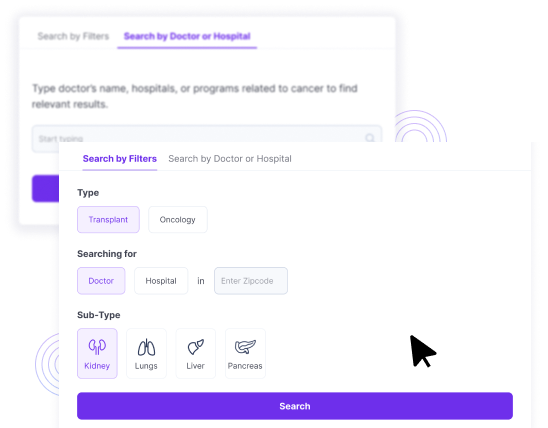 Search by Filters Search by Doctor or Hospital
Type doctor's name, hospitals, or programs related to cancer to find
relevant results.
Start typing
Search by Filters Search by Doctor or Hospital
Type
Transplant Oncology
Searching for
Doctor Hospital in Enter Zipcode
Sub-Type
Kidney Lungs Liver Pancreas
Search